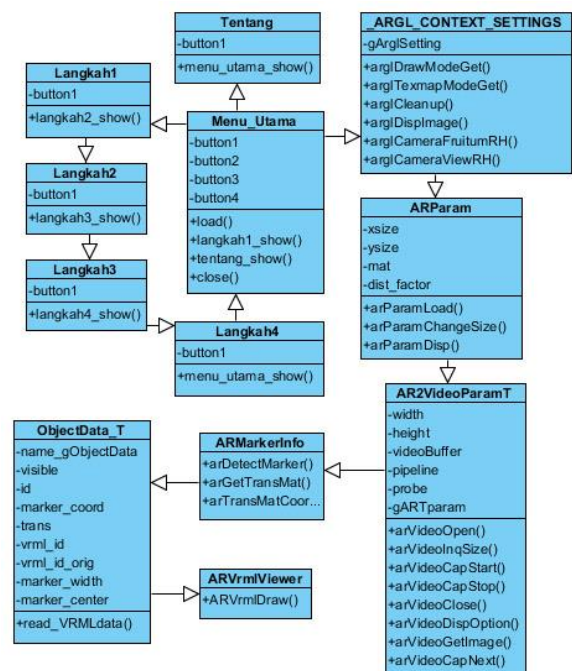 Tentang
-button1
+menu_utama_show()
_ARGL_CONTEXT_SETTINGS
-gArglSetting
+arglDrawModeGet()
+arglTexmapModeGet()
+arglCleanup()
+arglDispImage()
+arglCameraFruitumRH()
+arglCameraViewRH()
Langkah1
-button1
+langkah2_show()
Menu_Utama
-button1
-button2
-button3
-button4
+load()
+langkah1_show()
+tentang_show()
+close()
Langkah2
-button1
+langkah3_show()
Langkah3
-button1
+langkah4_show()
Langkah4
-button1
+menu_utama_show()
ARParam
-xsize
-ysize
-mat
-dist_factor
+arParamLoad()
+arParamChangeSize()
+arParamDisp()
AR2VideoParamT
-width
-height
-videoBuffer
-pipeline
-probe
-gARTparam
+arVideoOpen()
+arVideoInqSize()
+arVideoCapStart()
+arVideoCapStop()
+arVideoClose()
+arVideoDispOption()
+arVideoGetImage()
+arVideoCapNext()
ARMarkerInfo
+arDetectMarker()
+arGetTransMat()
+arTransMatCoor...
ObjectData_T
-name_gObjectData
-visible
-id
-marker_coord
-trans
-vrml_id
-vrml_id_orig
-marker_width
-marker_center
+read_VRMLdata()
ARVrmlViewer
+ARVrmlDraw()